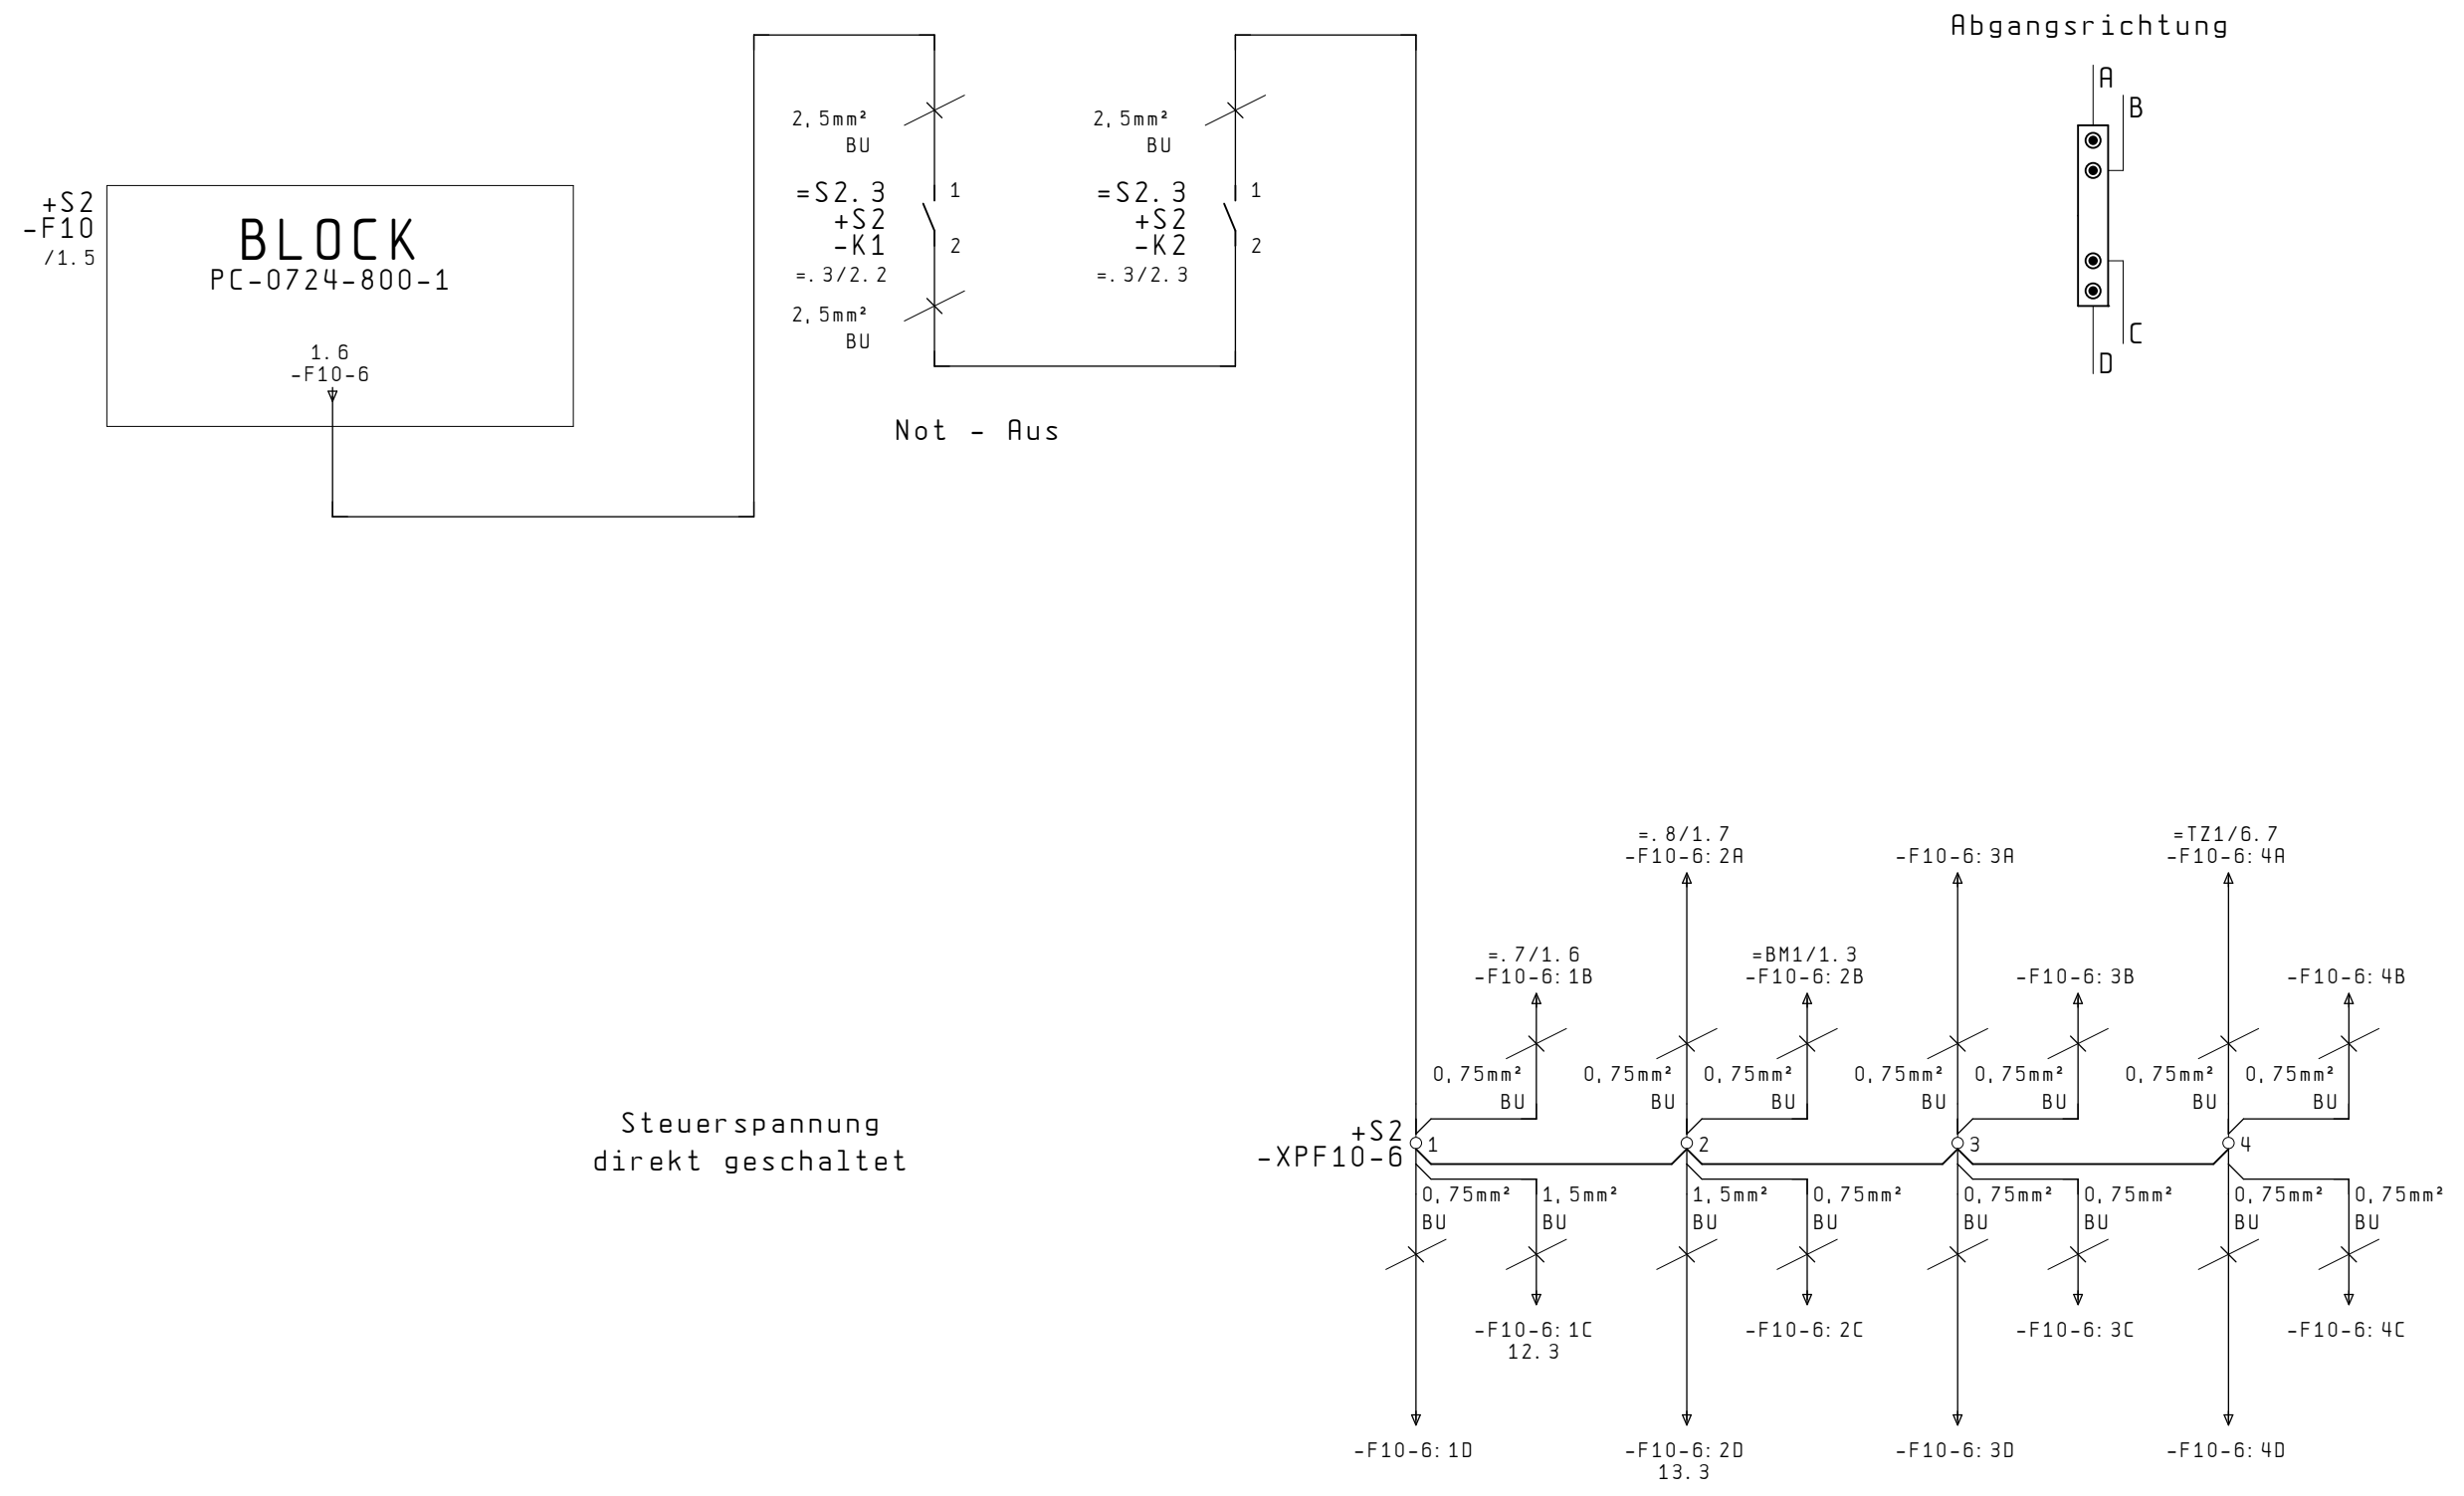 Abgangsrichtung
A
B
C
D
+S2
-F10
/1.5
BLOCK
PC-0724-800-1
1.6
-F10-6
2,5mm²
BU
=S2.3
+S2
-K1
=.3/2.2
1
2
2,5mm²
BU
2,5mm²
BU
=S2.3
+S2
-K2
=.3/2.3
1
2
Not - Aus
Steuerspannung
direkt geschaltet
=.8/1.7
-F10-6:2A
-F10-6:3A
=TZ1/6.7
-F10-6:4A
=.7/1.6
-F10-6:1B
=BM1/1.3
-F10-6:2B
-F10-6:3B
-F10-6:4B
0,75mm²
BU
0,75mm²
BU
0,75mm²
BU
0,75mm²
BU
0,75mm²
BU
0,75mm²
BU
0,75mm²
BU
+S2
-XPF10-6
1
2
3
4
0,75mm²
BU
1,5mm²
BU
1,5mm²
BU
0,75mm²
BU
0,75mm²
BU
0,75mm²
BU
0,75mm²
BU
0,75mm²
BU
-F10-6:1C
12.3
-F10-6:2C
-F10-6:3C
-F10-6:4C
-F10-6:1D
-F10-6:2D
13.3
-F10-6:3D
-F10-6:4D